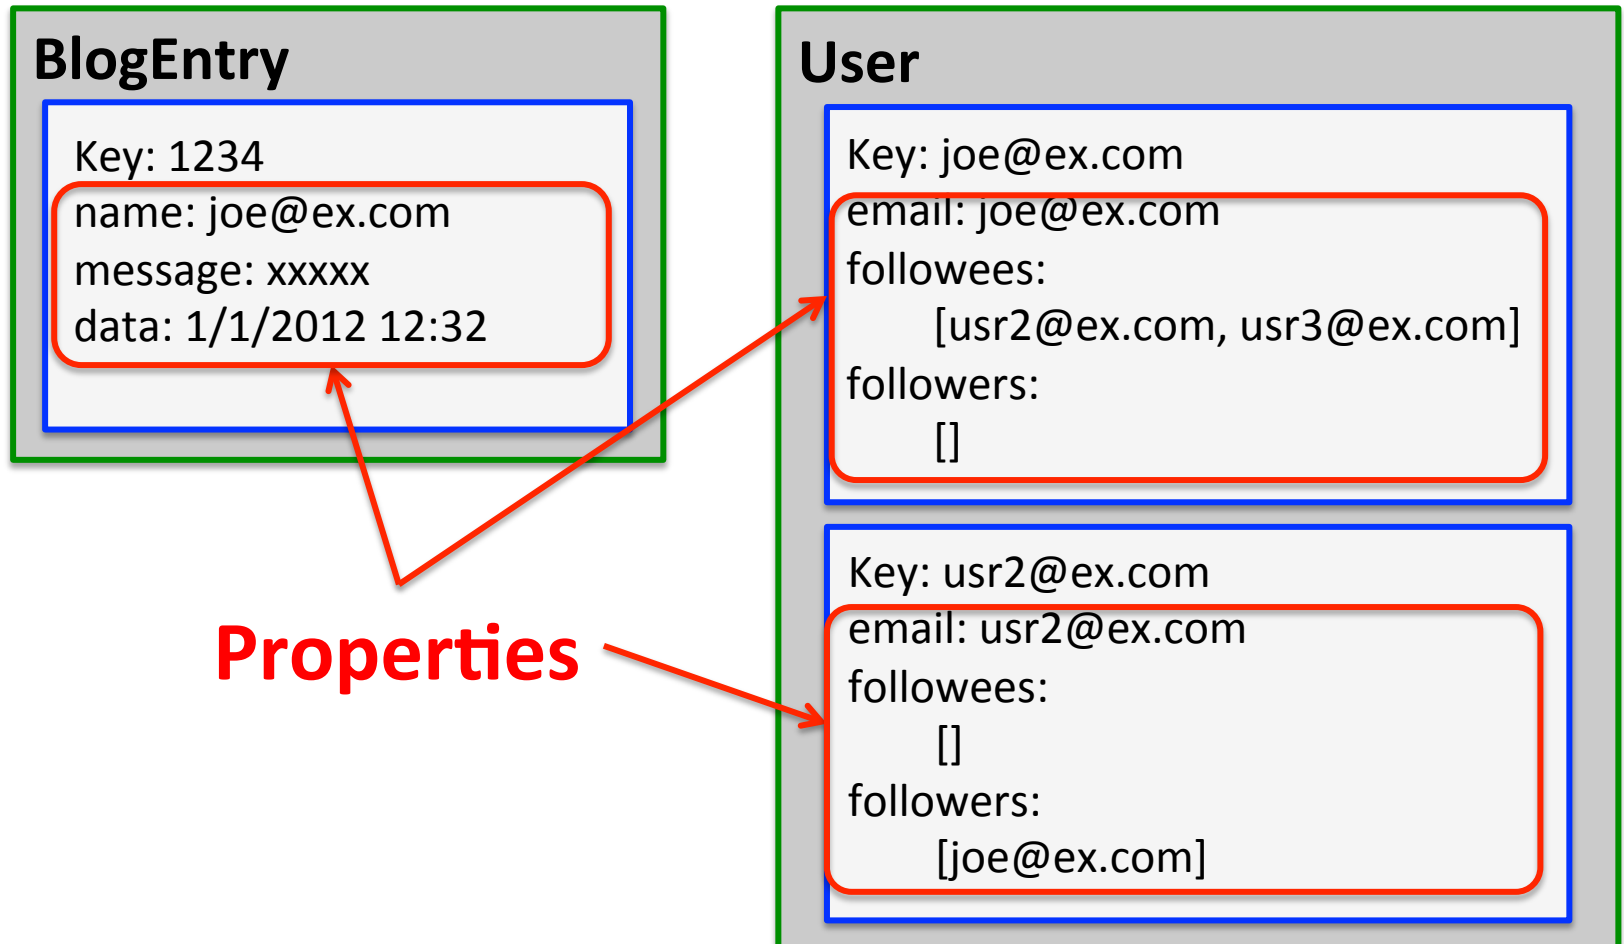 BlogEntry
Key: 1234
name: joe@ex.com
message: xxxxx
data: 1/1/2012 12:32
Properties
User
Key: joe@ex.com
email: joe@ex.com
followees:
[usr2@ex.com, usr3@ex.com]
followers:
[]
Key: usr2@ex.com
email: usr2@ex.com
followees:
[]
followers:
[joe@ex.com]